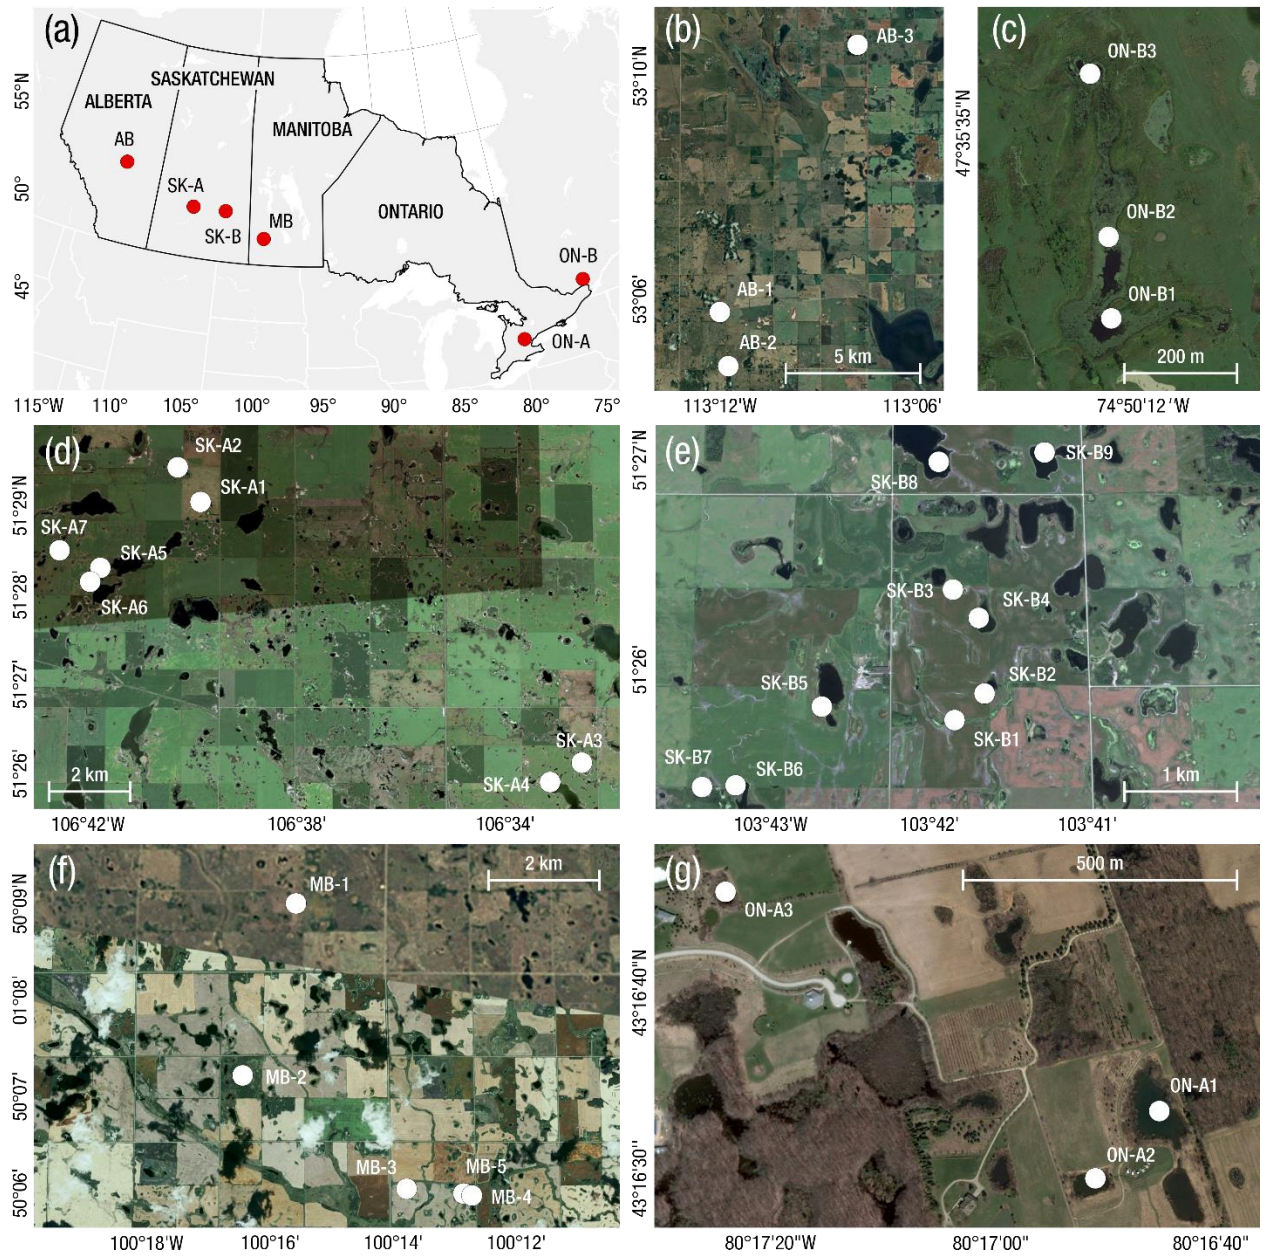 (a)
55°N
50°
45°
SASKATCHEWAN
ALBERTA
MANITOBA
ONTARIO
AB
SK-A
SK-B
MB
ON-B
ON-A
115°W 110° 105° 100° 95° 90° 85° 80° 75°
(b)
AB-3
AB-1
AB-2
5 km
53°10'N
53°06'
113°12'W 113°06'
(c)
ON-B3
ON-B2
ON-B1
200 m
47°35'35"N
74°50'12'W
(d)
SK-A2
SK-A1
SK-A7
SK-A5
SK-A6
SK-A3
SK-A4
2 km
51°29'N
51°28'
51°27'
51°26'
106°42'W 106°38' 106°34'
(e)
SK-B9
SK-B8
SK-B3
SK-B4
SK-B2
SK-B5
SK-B1
SK-B7
SK-B6
1 km
51°27'N
51°26'
103°43'W 103°42' 103°41'
(f)
2 km
MB-1
MB-2
MB-3
MB-5
MB-4
50°09'N
01°08'
50°07'
50°06'
100°18'W 100°16' 100°14' 100°12'
(g)
500 m
ON-A3
ON-A1
ON-A2
43°16'40"N
43°16'30"
80°17'20"W 80°17'00" 80°16'40"